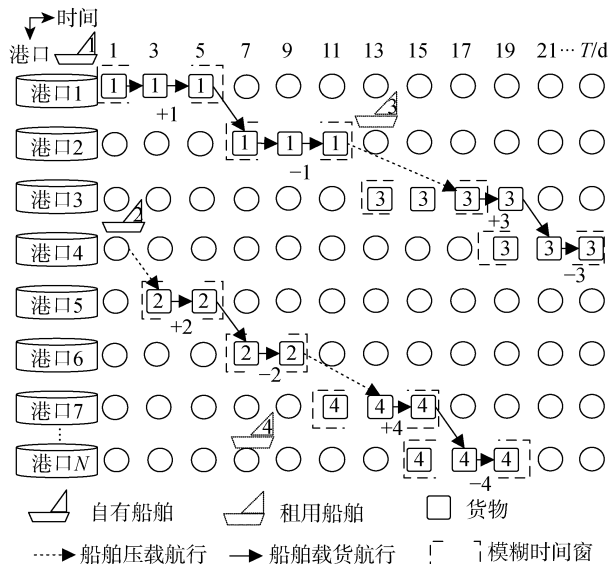 时间
港口 1 1 3 5 7 9 11 13 15 17 19 21··· T/d
港口1 1 1 1
+1 3
港口2 1 1 1
−1
港口3 3 3 3 3
2 +3
港口4 3 3
−3
港口5 2 2
+2
港口6 2 2
−2
港口7 4 4 4
⋮ 4 +4
港口N 4 4 4
−4
自有船舶 租用船舶 货物
船舶压载航行 船舶载货航行 模糊时间窗